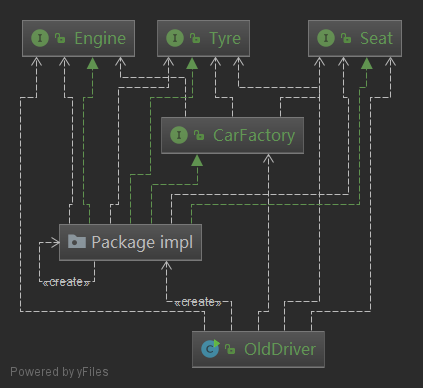 I Engine
I Tyre
I Seat
I CarFactory
Package impl
«create»
«create»
C OldDriver
Powered by yFiles